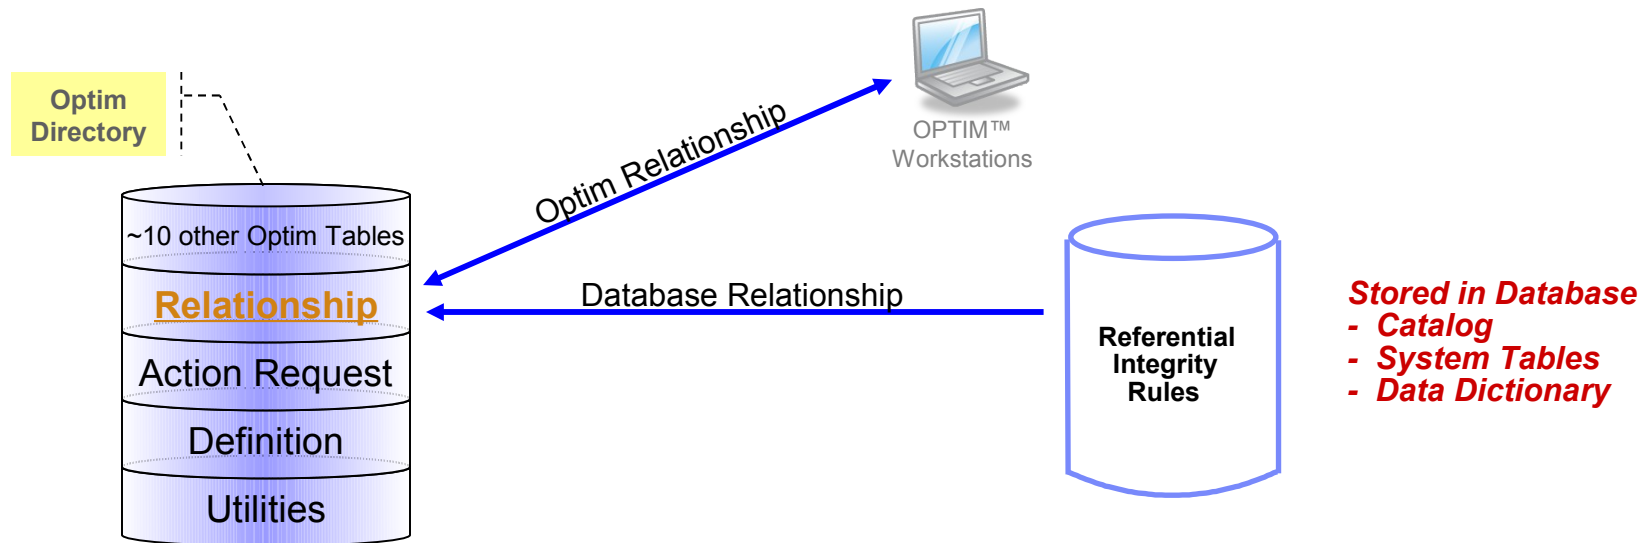 Optim
Directory
OPTIM™
Workstations
Optim Relationship
~10 other Optim Tables
Relationship
Action Request
Definition
Utilities
Database Relationship
Referential
Integrity
Rules
Stored in Database
- Catalog
- System Tables
- Data Dictionary